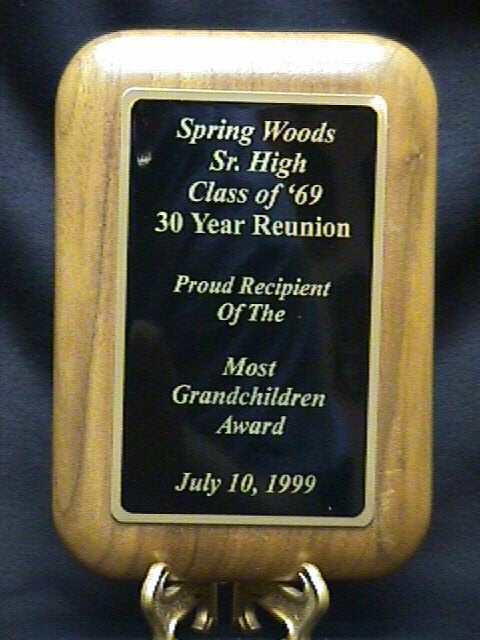 Spring Woods
Sr. High
Class of ‘69
30 Year Reunion
Proud Recipient
Of The
Most
Grandchildren
Award
July 10, 1999